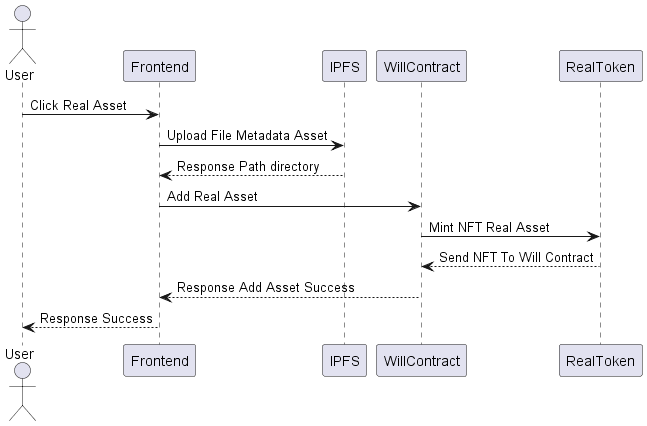 User
Frontend
IPFS
WillContract
RealToken
Click Real Asset
Upload File Metadata Asset
Response Path directory
Add Real Asset
Mint NFT Real Asset
Send NFT To Will Contract
Response Add Asset Success
Response Success
User
Frontend
IPFS
WillContract
RealToken